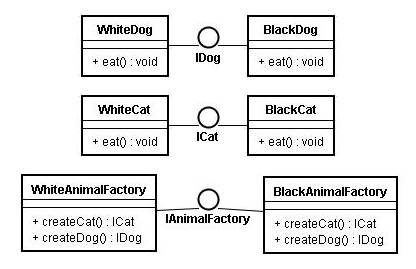 WhiteDog
+ eat() : void
IDog
BlackDog
+ eat() : void
WhiteCat
+ eat() : void
ICat
BlackCat
+ eat() : void
WhiteAnimalFactory
+ createCat() : ICat
+ createDog() : IDog
IAnimalFactory
BlackAnimalFactory
+ createCat() : ICat
+ createDog() : IDog